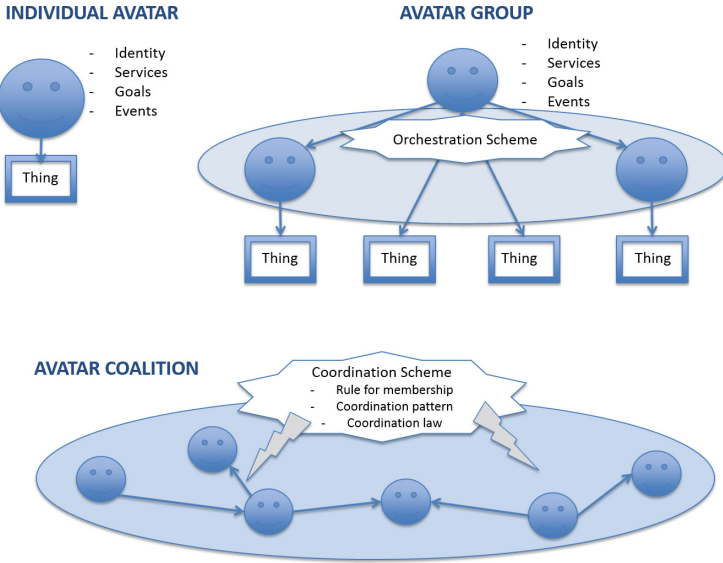 INDIVIDUAL AVATAR
- Identity
- Services
- Goals
- Events
Thing
AVATAR GROUP
- Identity
- Services
- Goals
- Events
Orchestration Scheme
Thing
Thing
Thing
Thing
AVATAR COALITION
Coordination Scheme
- Rule for membership
- Coordination pattern
- Coordination law